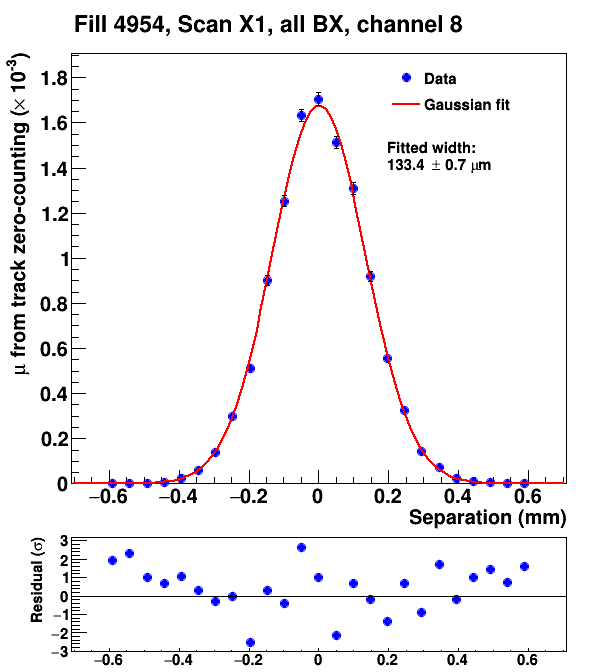 Fill 4954, Scan X1, all BX, channel 8
μ from track zero-counting (× 10⁻³)
1.8
1.6
1.4
1.2
1
0.8
0.6
0.4
0.2
0
Data
Gaussian fit
Fitted width:
133.4 ± 0.7 μm
−0.6 −0.4 −0.2 0 0.2 0.4 0.6
Separation (mm)
Residual (σ)
3
2
1
0
−1
−2
−3
−0.6 −0.4 −0.2 0 0.2 0.4 0.6